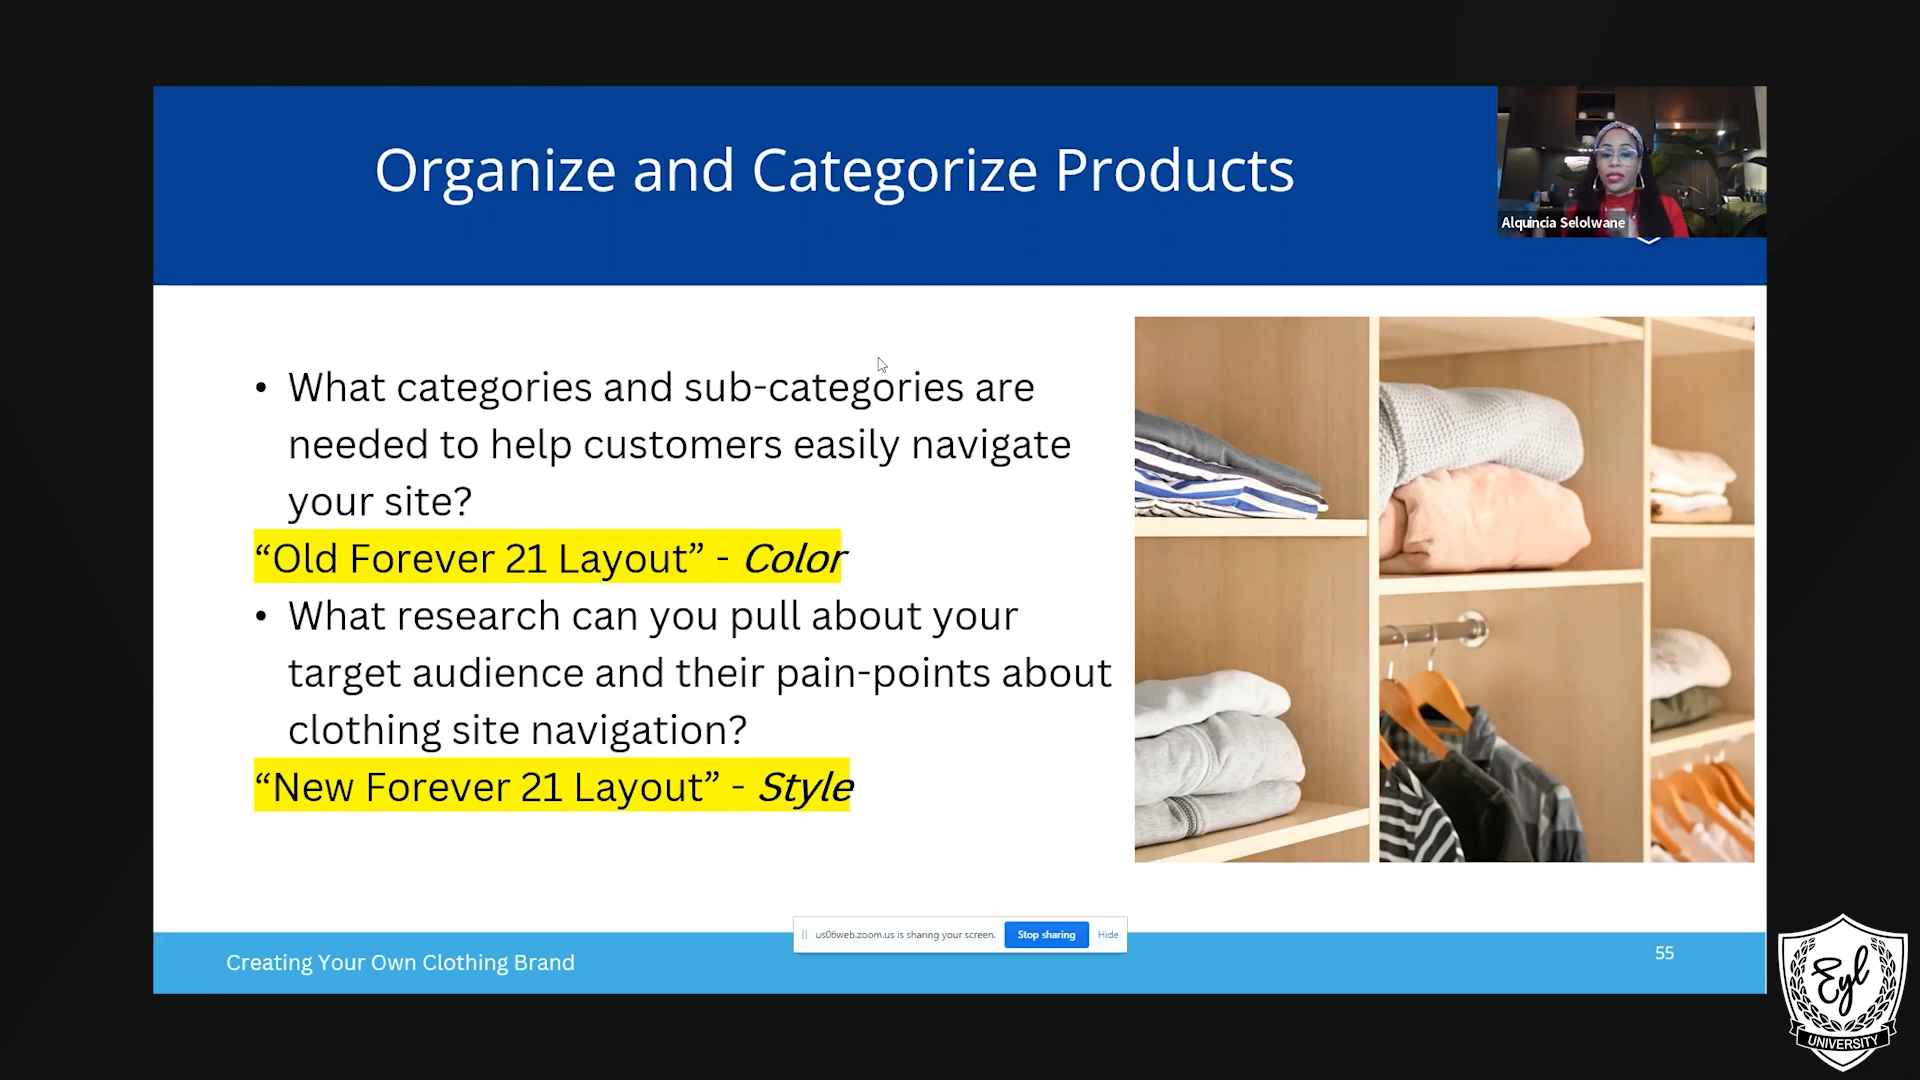 Organize and Categorize Products
Alquincia Selolwane
• What categories and sub-categories are
needed to help customers easily navigate
your site?
“Old Forever 21 Layout” - Color
• What research can you pull about your
target audience and their pain-points about
clothing site navigation?
“New Forever 21 Layout” - Style
us06web.zoom.us is sharing your screen.
Stop sharing
Hide
Creating Your Own Clothing Brand
55
Eyl
UNIVERSITY